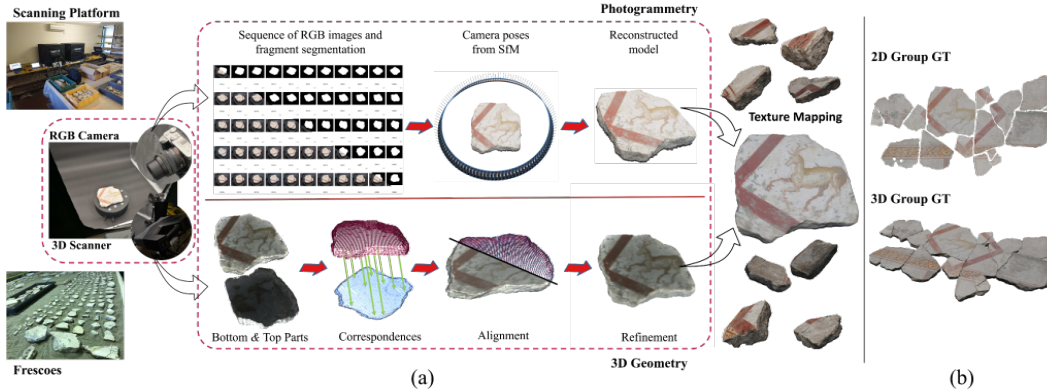 Scanning Platform
Photogrammetry
Sequence of RGB images and
fragment segmentation
Camera poses
from SfM
Reconstructed
model
2D Group GT
RGB Camera
Texture Mapping
3D Group GT
3D Scanner
Bottom & Top Parts
Correspondences
Alignment
Refinement
3D Geometry
Frescoes
(a)
(b)